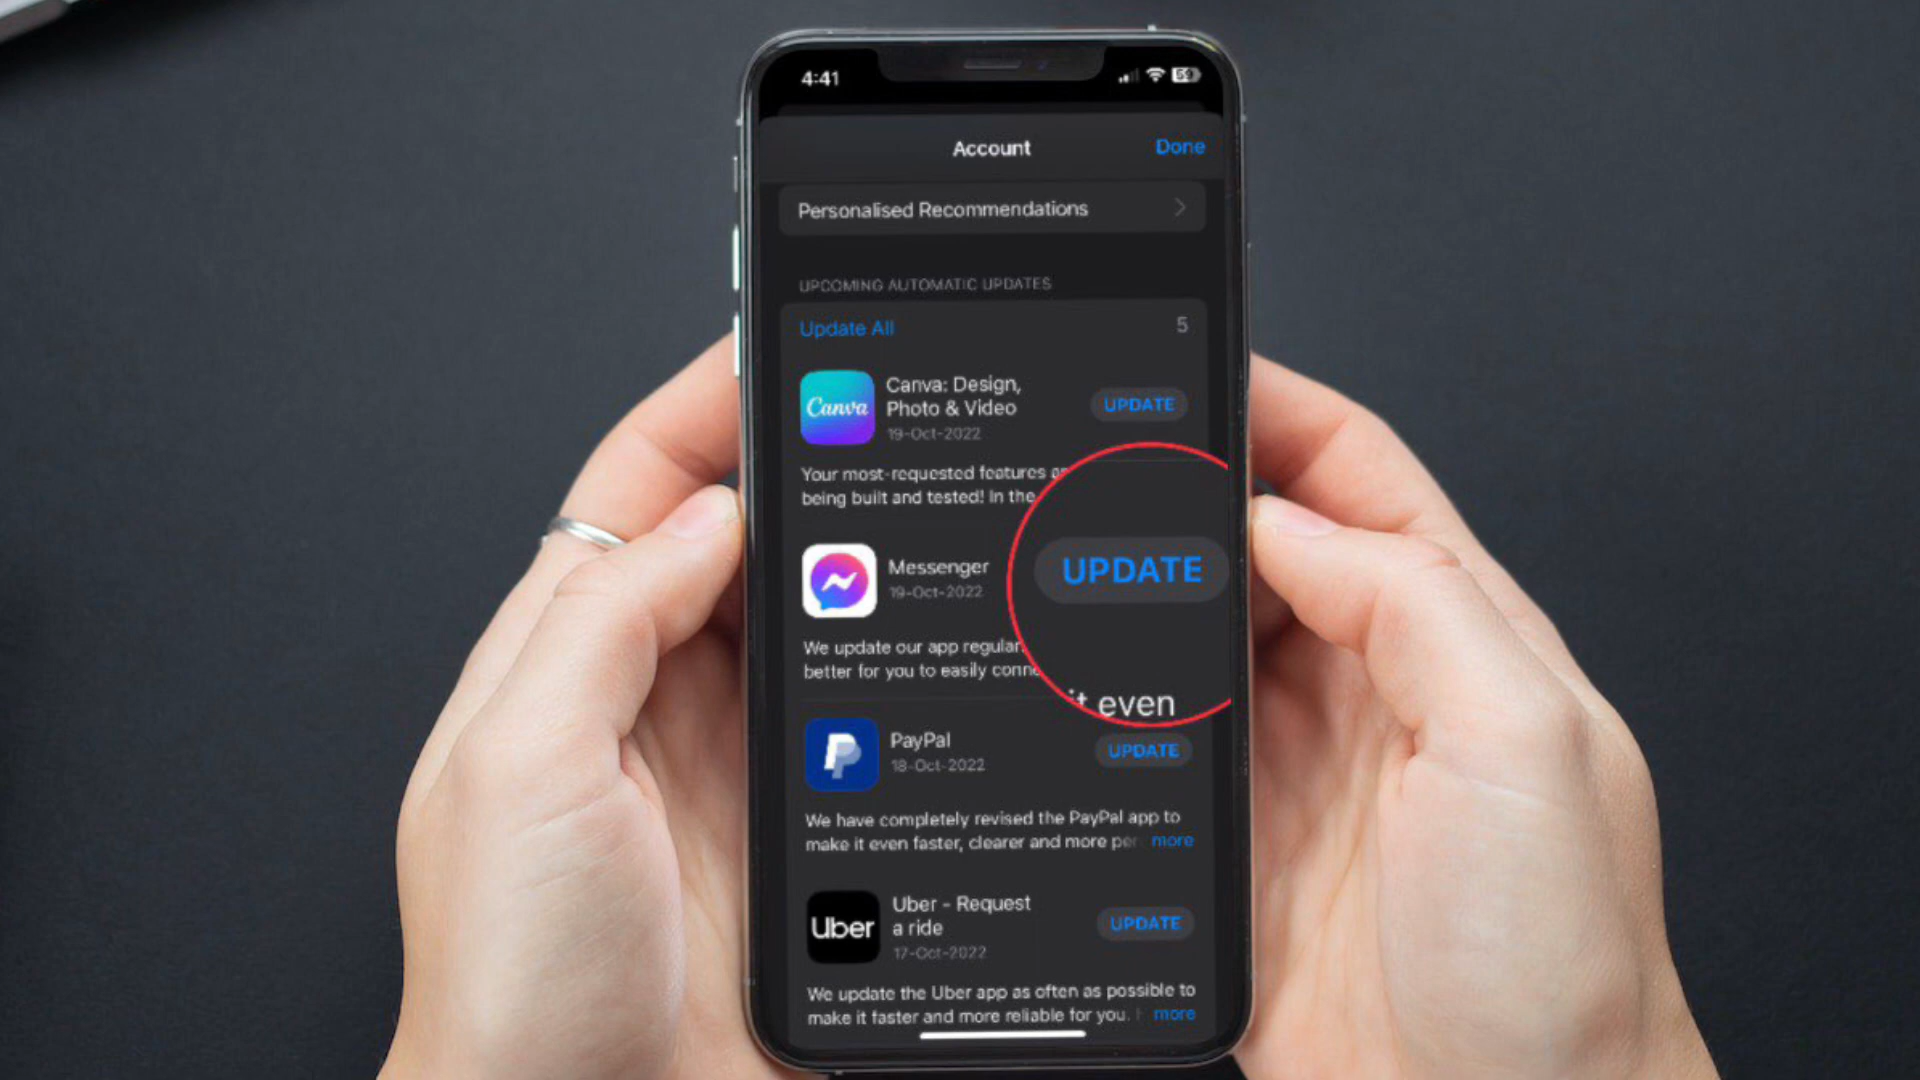 4:41
59
Account
Done
Personalised Recommendations
UPCOMING AUTOMATIC UPDATES
Update All
5
Canva
Canva: Design,
Photo & Video
19-Oct-2022
UPDATE
Your most-requested features
being built and tested! In the
Messenger
19-Oct-2022
UPDATE
We update our app
better for you to easily
it even
PayPal
18-Oct-2022
UPDATE
We have completely revised the PayPal app to
make it even faster, clearer and more
more
Uber
Uber - Request
a ride
17-Oct-2022
UPDATE
We update the Uber app as often as possible to
make it faster and more reliable for you.
more